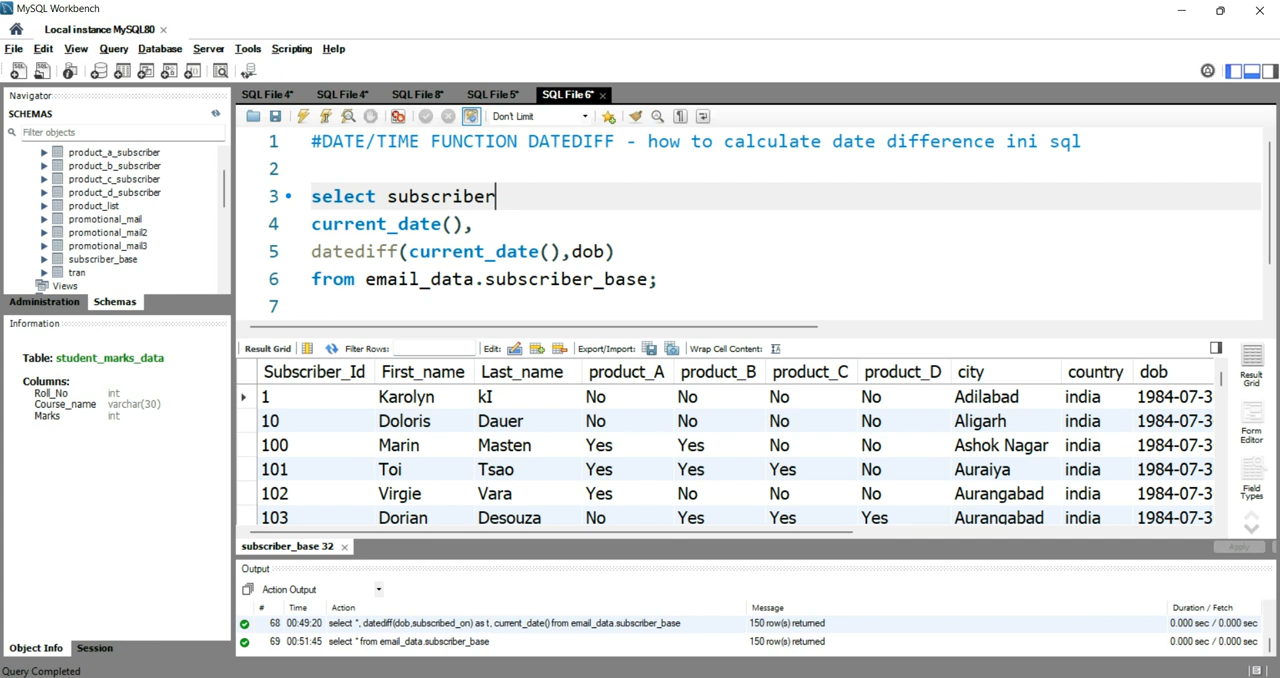 MySQL Workbench
Local instance MySQL80
File Edit View Query Database Server Tools Scripting Help
Navigator
SCHEMAS
Filter objects
product_a_subscriber
product_b_subscriber
product_c_subscriber
product_d_subscriber
product_list
promotional_mail
promotional_mail2
promotional_mail3
subscriber_base
tran
Views
Administration Schemas
Information
Table: student_marks_data
Columns:
Roll_No int
Course_name varchar(30)
Marks int
Object Info Session
Query Completed
SQL File 4* SQL File 4* SQL File 8* SQL File 5* SQL File 6*
Don't Limit
1 #DATE/TIME FUNCTION DATEDIFF - how to calculate date difference ini sql
2
3 select subscriber
4 current_date(),
5 datediff(current_date(),dob)
6 from email_data.subscriber_base;
7
Result Grid Filter Rows: Edit: Export/Import: Wrap Cell Content:
Subscriber_Id First_name Last_name product_A product_B product_C product_D city country dob
1 Karolyn kI No No No No Adilabad india 1984-07-3
10 Doloris Dauer No No No No Aligarh india 1984-07-3
100 Marin Masten Yes Yes No No Ashok Nagar india 1984-07-3
101 Toi Tsao Yes Yes Yes No Auraiya india 1984-07-3
102 Virgie Vara Yes No No No Aurangabad india 1984-07-3
103 Dorian Desouza No Yes Yes Yes Aurangabad india 1984-07-3
Result
Grid
Form
Editor
Field
Types
subscriber_base 32
Apply
Output
Action Output
# Time Action Message Duration / Fetch
68 00:49:20 select *, datediff(dob,subscribed_on) as t, current_date() from email_data.subscriber_base 150 row(s) returned 0.000 sec / 0.000 sec
69 00:51:45 select * from email_data.subscriber_base 150 row(s) returned 0.000 sec / 0.000 sec